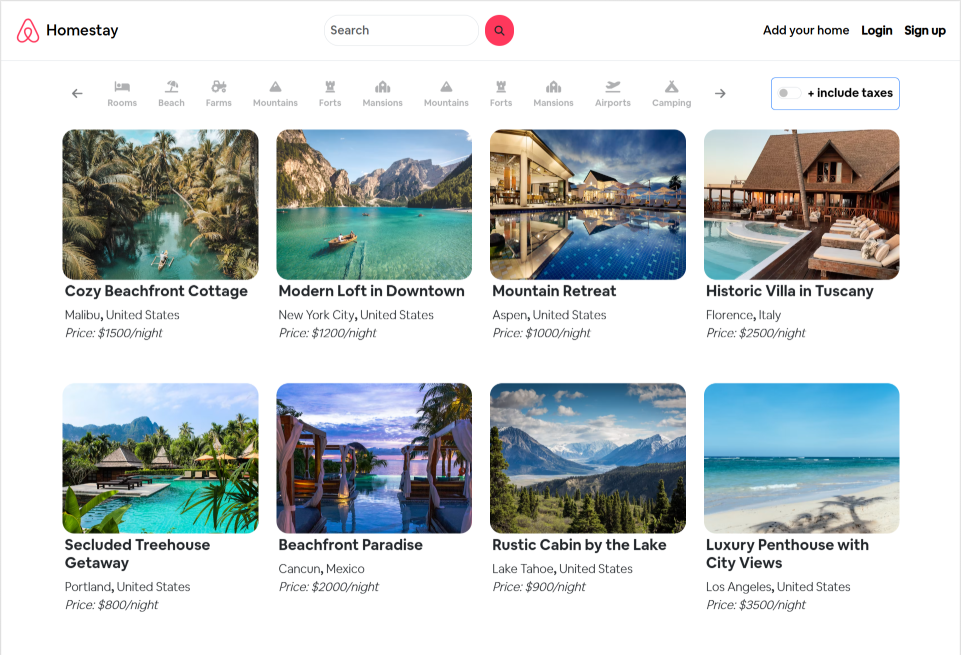 Homestay
Search
Add your home Login Sign up
Rooms Beach Farms Mountains Forts Mansions Mountains Forts Mansions Airports Camping
+ include taxes
Cozy Beachfront Cottage
Malibu, United States
Price: $1500/night
Modern Loft in Downtown
New York City, United States
Price: $1200/night
Mountain Retreat
Aspen, United States
Price: $1000/night
Historic Villa in Tuscany
Florence, Italy
Price: $2500/night
Secluded Treehouse
Getaway
Portland, United States
Price: $800/night
Beachfront Paradise
Cancun, Mexico
Price: $2000/night
Rustic Cabin by the Lake
Lake Tahoe, United States
Price: $900/night
Luxury Penthouse with
City Views
Los Angeles, United States
Price: $3500/night